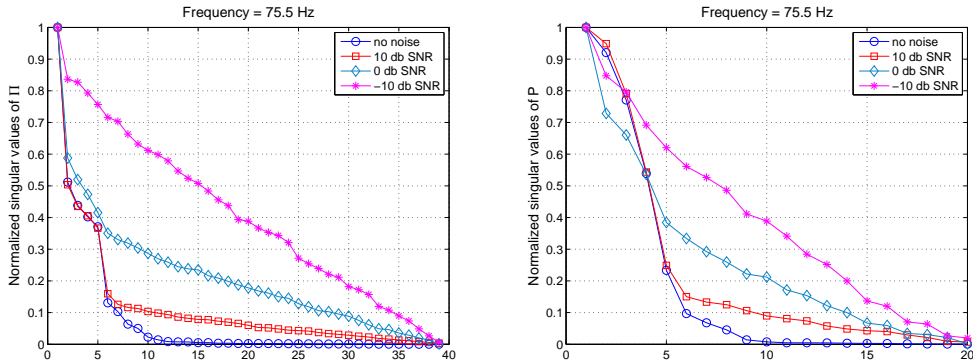 Frequency = 75.5 Hz
Normalized singular values of Π
1
0.9
0.8
0.7
0.6
0.5
0.4
0.3
0.2
0.1
0
0 5 10 15 20 25 30 35 39 40
no noise
10 db SNR
0 db SNR
−10 db SNR
Frequency = 75.5 Hz
Normalized singular values of P
1
0.9
0.8
0.7
0.6
0.5
0.4
0.3
0.2
0.1
0
0 5 10 15 20
no noise
10 db SNR
0 db SNR
−10 db SNR